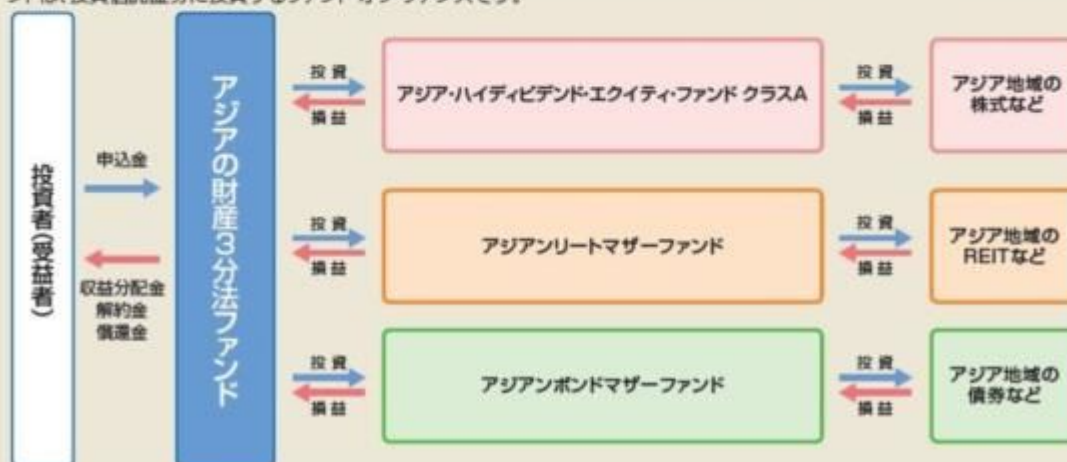 投資者(受益者)
申込金
収益分配金
解約金
償還金
アジアの財産3分法ファンド
投資
損益
アジア・ハイディビデンド・エクイティ・ファンド クラスA
投資
損益
アジア地域の
株式など
投資
損益
アジアンリートマザーファンド
投資
損益
アジア地域の
REITなど
投資
損益
アジアンボンドマザーファンド
投資
損益
アジア地域の
債券など